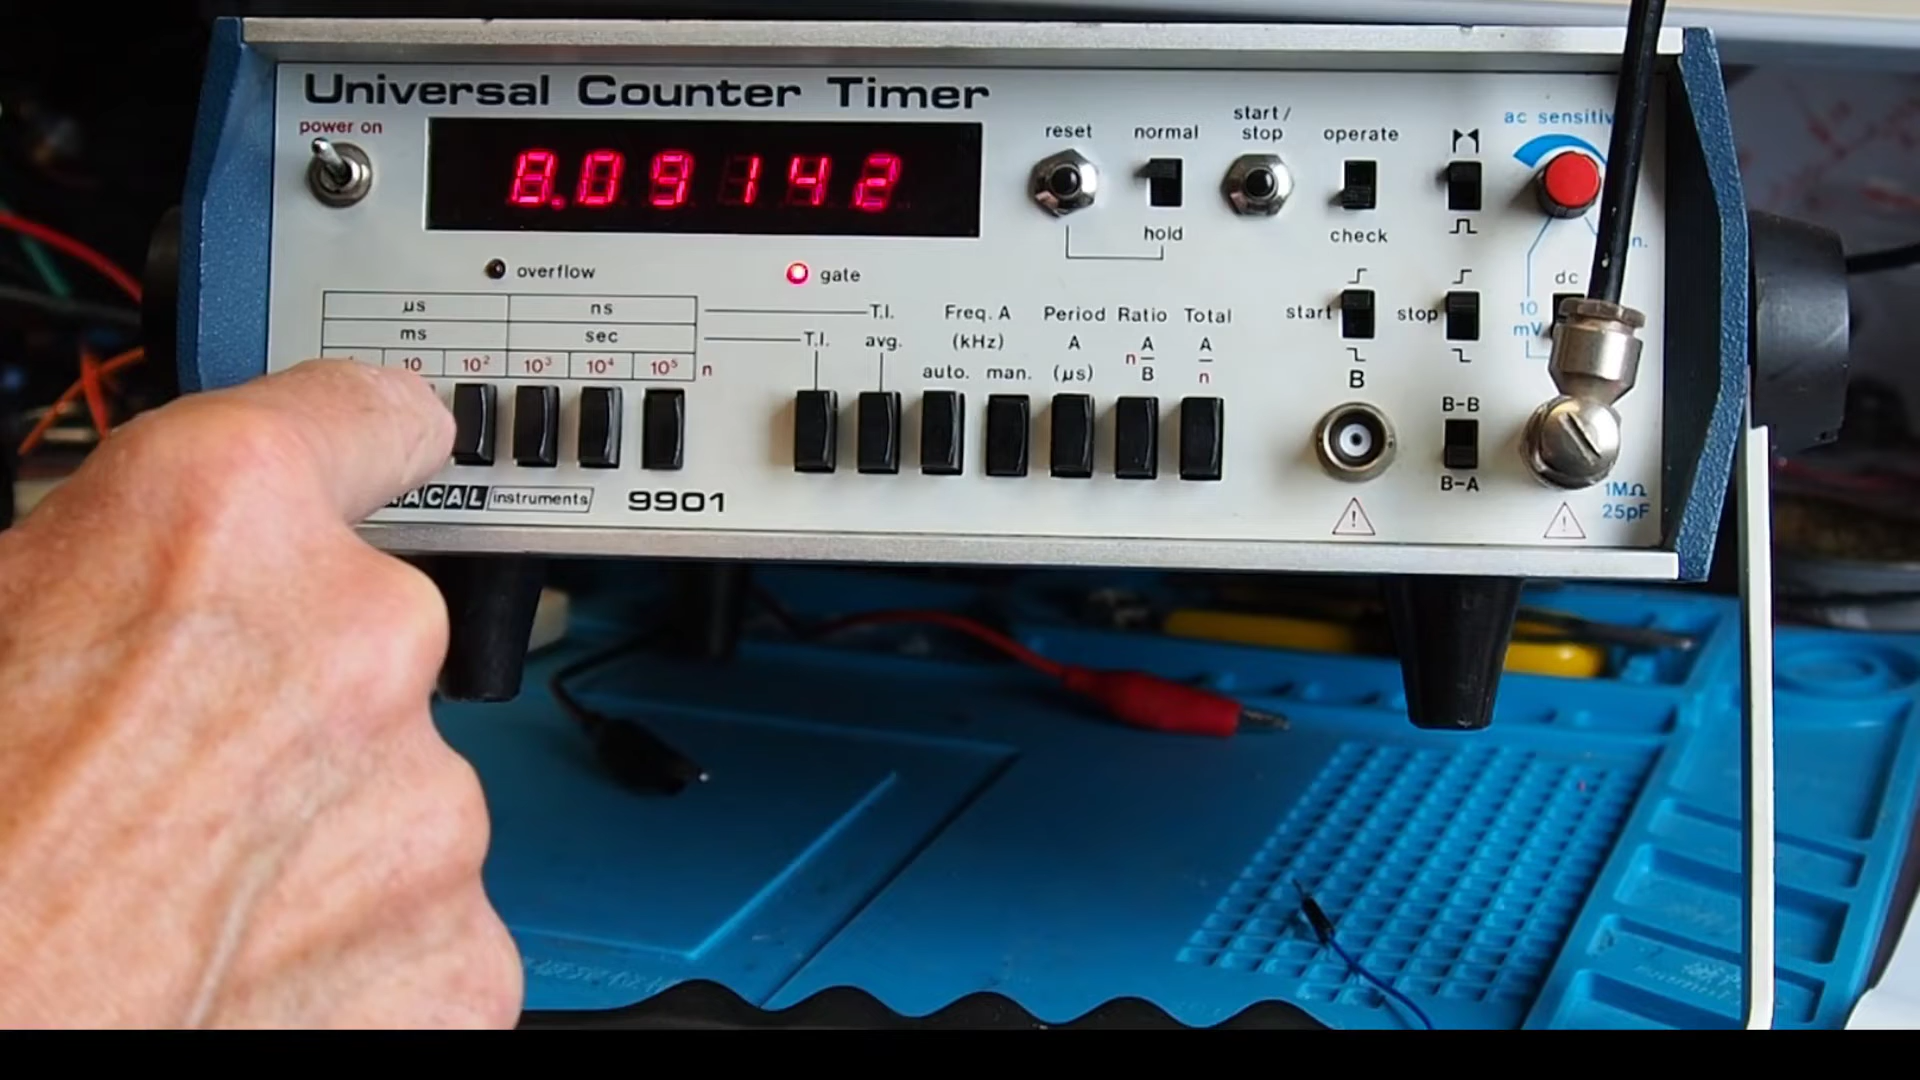 Universal Counter Timer
power on
8.09142
reset
normal
start/
stop
operate
hold
check
overflow
gate
µs
ns
T.I.
ms
sec
T.I.
avg.
10
10²
10³
10⁴
10⁵
n
Freq. A
(kHz)
auto.
man.
Period
A
(µs)
Ratio
n A
B
Total
A
n
start
B
stop
B-B
B-A
ac
dc
10
mV
1MΩ
25pF
instruments
9901